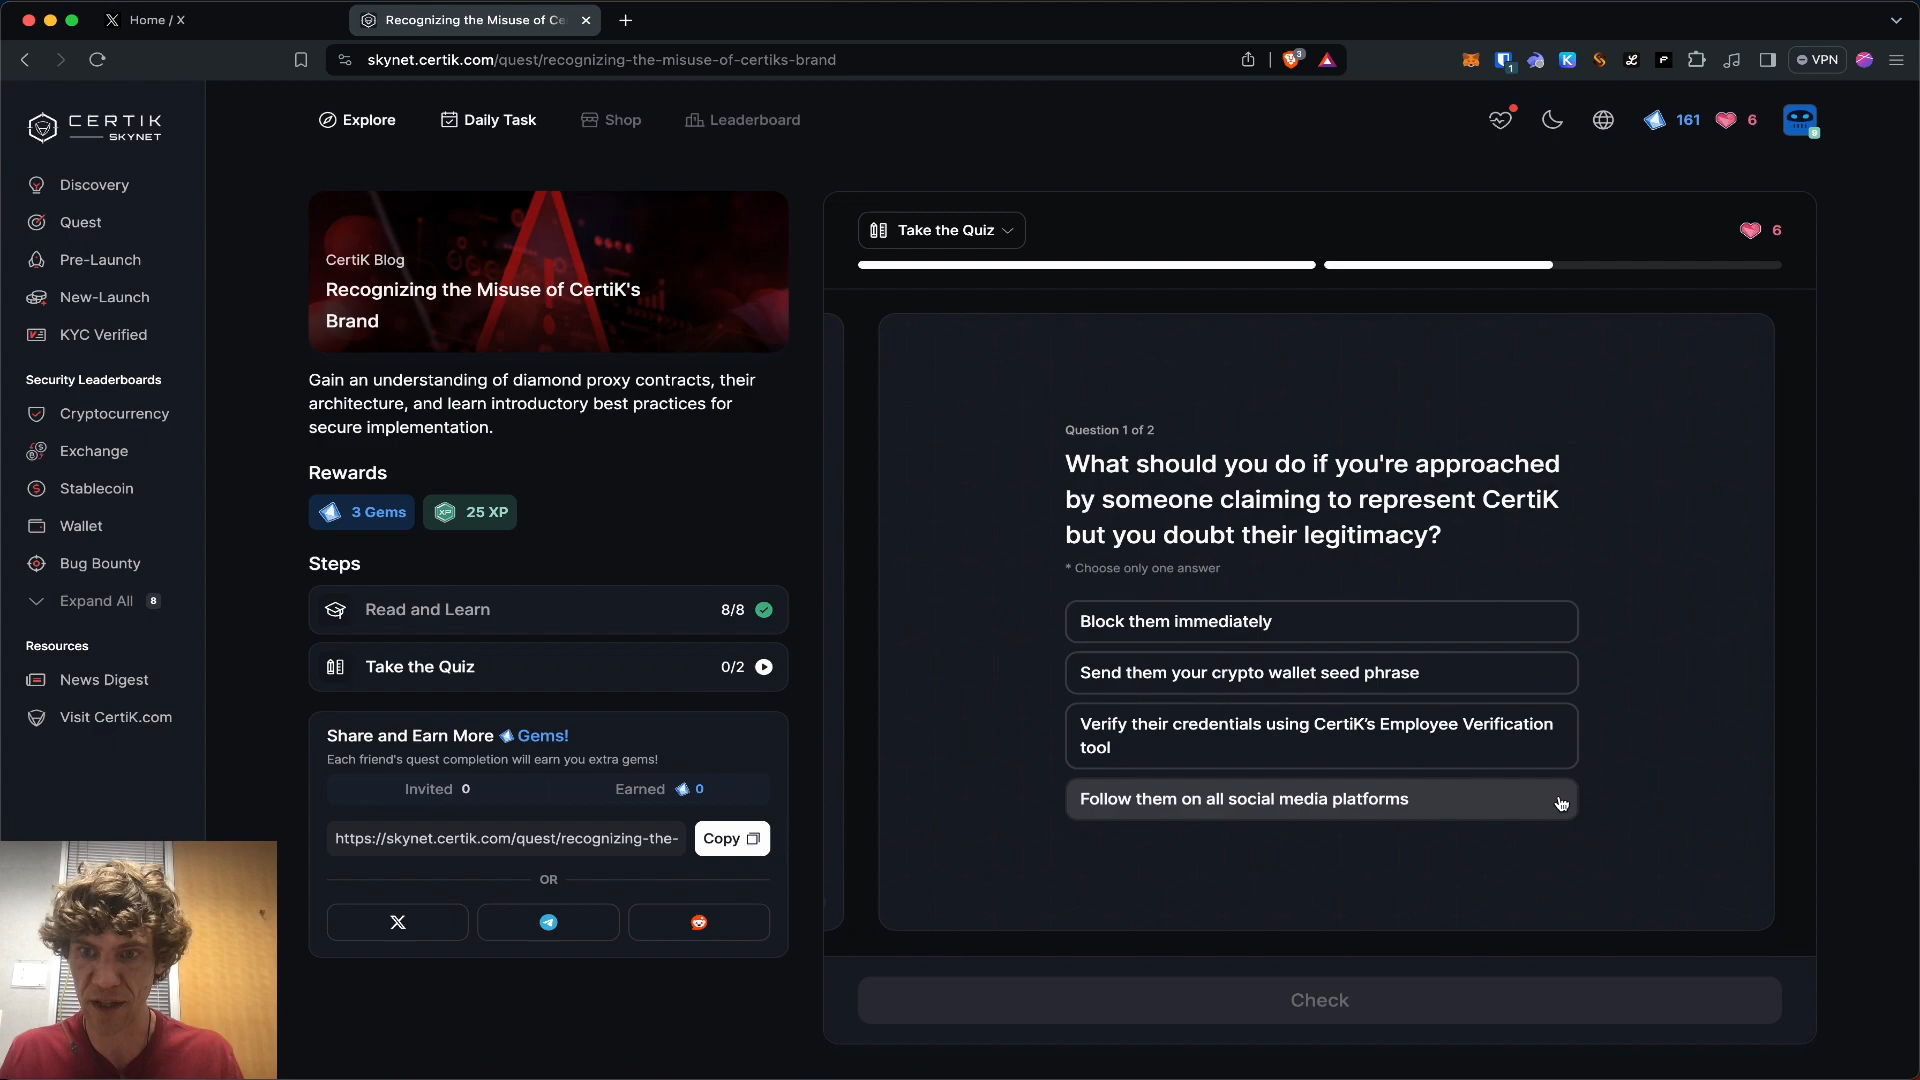 Home / X
Recognizing the Misuse of Ce
skynet.certik.com/quest/recognizing-the-misuse-of-certiks-brand
3
1
VPN
CERTIK
SKYNET
Explore
Daily Task
Shop
Leaderboard
161
6
9
Discovery
Quest
Pre-Launch
New-Launch
KYC Verified
Security Leaderboards
Cryptocurrency
Exchange
Stablecoin
Wallet
Bug Bounty
Expand All 8
Resources
News Digest
Visit CertiK.com
CertiK Blog
Recognizing the Misuse of CertiK's
Brand
Gain an understanding of diamond proxy contracts, their
architecture, and learn introductory best practices for
secure implementation.
Rewards
3 Gems
XP 25 XP
Steps
Read and Learn 8/8
Take the Quiz 0/2
Share and Earn More Gems!
Each friend's quest completion will earn you extra gems!
Invited 0
Earned 0
https://skynet.certik.com/quest/recognizing-the-
Copy
OR
Take the Quiz
6
Question 1 of 2
What should you do if you're approached
by someone claiming to represent CertiK
but you doubt their legitimacy?
* Choose only one answer
Block them immediately
Send them your crypto wallet seed phrase
Verify their credentials using CertiK’s Employee Verification
tool
Follow them on all social media platforms
Check